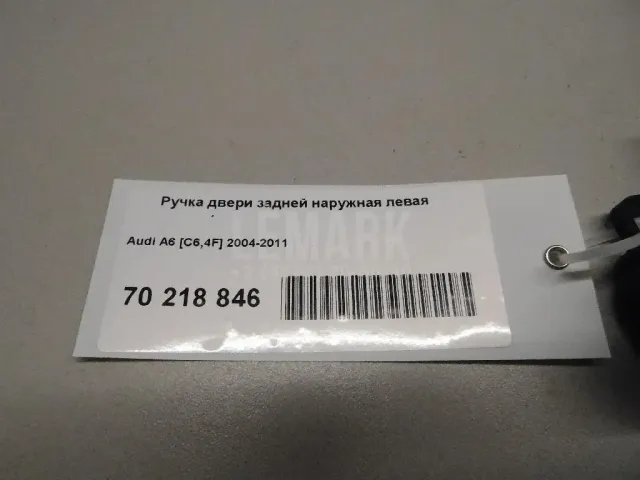 Ручка двери задней наружная левая
LEMARK
Audi A6 [C6,4F] 2004-2011
70 218 846